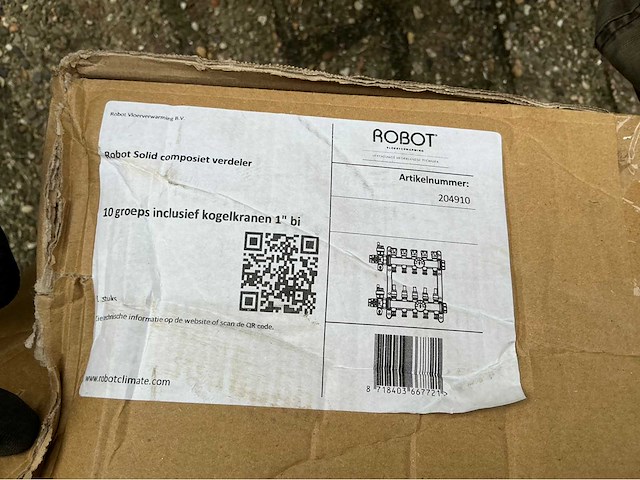 Robot Vloerverwarming B.V.
Robot Solid composiet verdeler
10 groeps inclusief kogelkranen 1" bi
stuks
technische informatie op de website of scan de QR code.
www.robotclimate.com
ROBOT
VLOERVERWARMING
Artikelnummer:
204910
8 718403 667721>